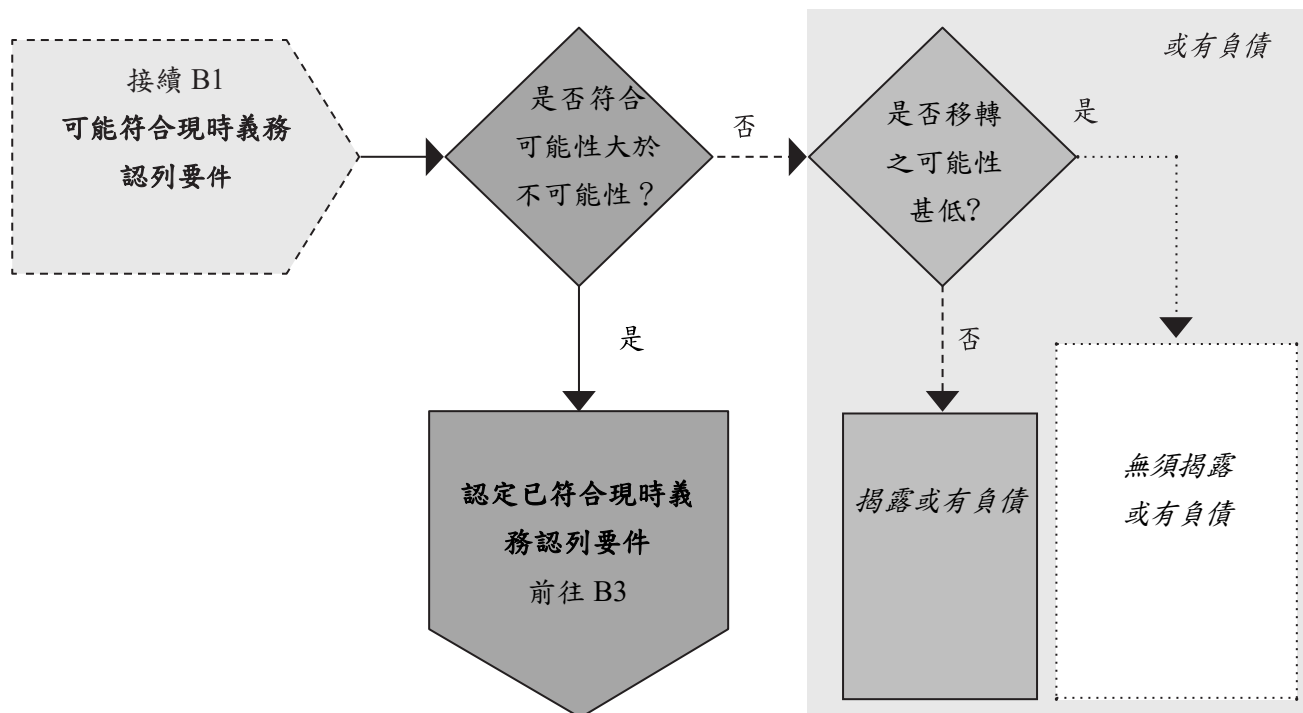 接續 B1
可能符合現時義務
認列要件
是否符合
可能性大於
不可能性？
否
是
認定已符合現時義
務認列要件
前往 B3
或有負債
是否移轉
之可能性
甚低?
是
否
揭露或有負債
無須揭露
或有負債